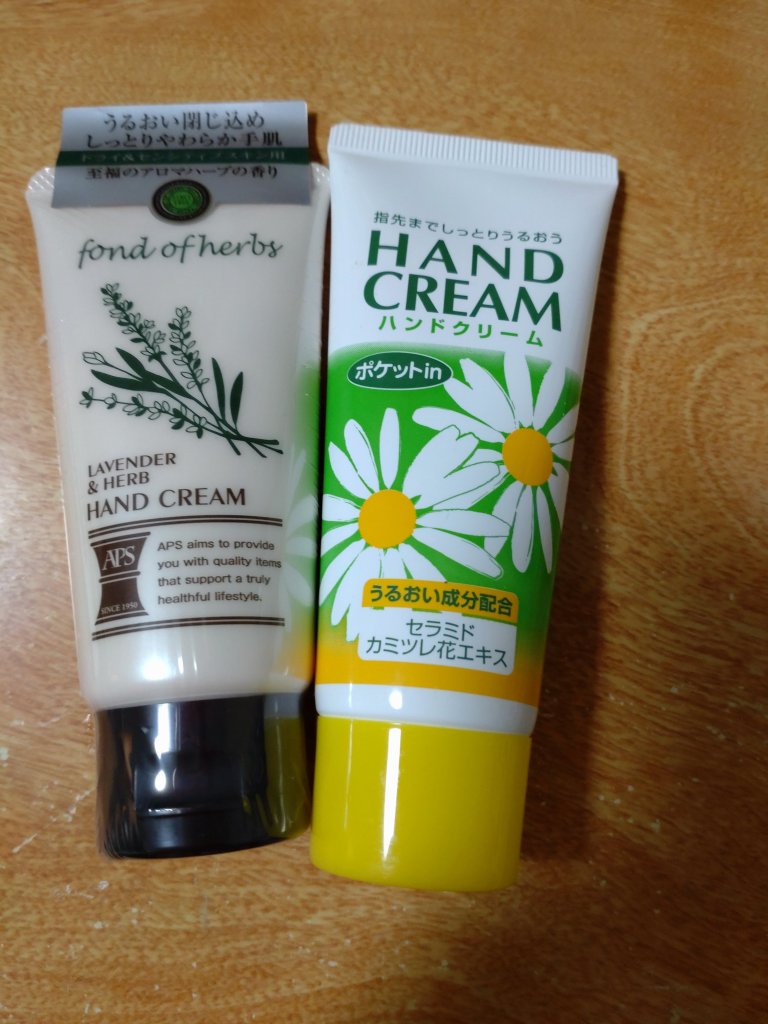 うるおい閉じ込め
しっとりやわらか手肌
ドライ&センシティブスキン用
至福のアロマハーブの香り
fond of herbs
LAVENDER
& HERB
HAND CREAM
APS
SINCE 1950
APS aims to provide
you with quality items
that support a truly
healthful lifestyle.
指先までしっとりうるおう
HAND
CREAM
ハンドクリーム
ポケットin
うるおい成分配合
セラミド
カミツレ花エキス